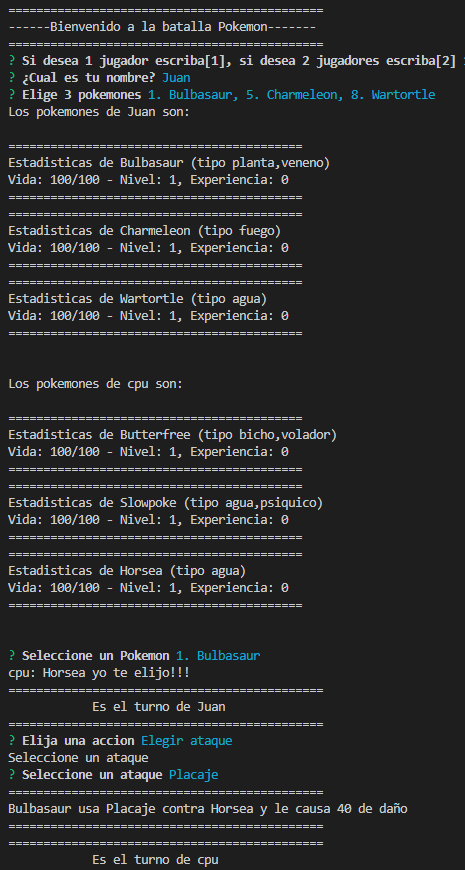 =============================================
------Bienvenido a la batalla Pokemon-------
=============================================
? Si desea 1 jugador escriba[1], si desea 2 jugadores escriba[2]
? ¿Cual es tu nombre? Juan
? Elige 3 pokemones 1. Bulbasaur, 5. Charmeleon, 8. Wartortle
Los pokemones de Juan son:

==========================================
Estadisticas de Bulbasaur (tipo planta,veneno)
Vida: 100/100 - Nivel: 1, Experiencia: 0
==========================================
==========================================
Estadisticas de Charmeleon (tipo fuego)
Vida: 100/100 - Nivel: 1, Experiencia: 0
==========================================
==========================================
Estadisticas de Wartortle (tipo agua)
Vida: 100/100 - Nivel: 1, Experiencia: 0
==========================================

Los pokemones de cpu son:

==========================================
Estadisticas de Butterfree (tipo bicho,volador)
Vida: 100/100 - Nivel: 1, Experiencia: 0
==========================================
==========================================
Estadisticas de Slowpoke (tipo agua,psiquico)
Vida: 100/100 - Nivel: 1, Experiencia: 0
==========================================
==========================================
Estadisticas de Horsea (tipo agua)
Vida: 100/100 - Nivel: 1, Experiencia: 0
==========================================

? Seleccione un Pokemon 1. Bulbasaur
cpu: Horsea yo te elijo!!!
=============================================
Es el turno de Juan
=============================================
? Elija una accion Elegir ataque
Seleccione un ataque
? Seleccione un ataque Placaje
=============================================
Bulbasaur usa Placaje contra Horsea y le causa 40 de daño
=============================================
=============================================
Es el turno de cpu